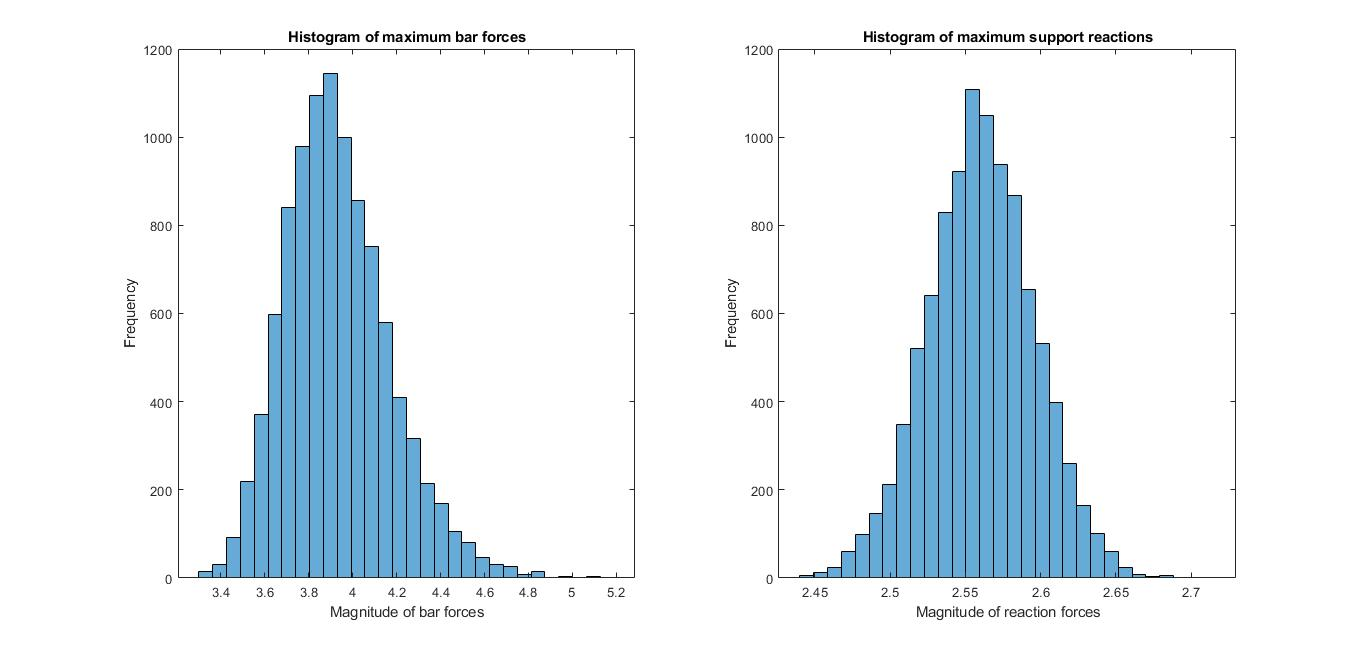 Histogram of maximum bar forces
1200
1000
800
600
400
200
0
Frequency
3.4 3.6 3.8 4 4.2 4.4 4.6 4.8 5 5.2
Magnitude of bar forces
Histogram of maximum support reactions
1200
1000
800
600
400
200
0
Frequency
2.45 2.5 2.55 2.6 2.65 2.7
Magnitude of reaction forces